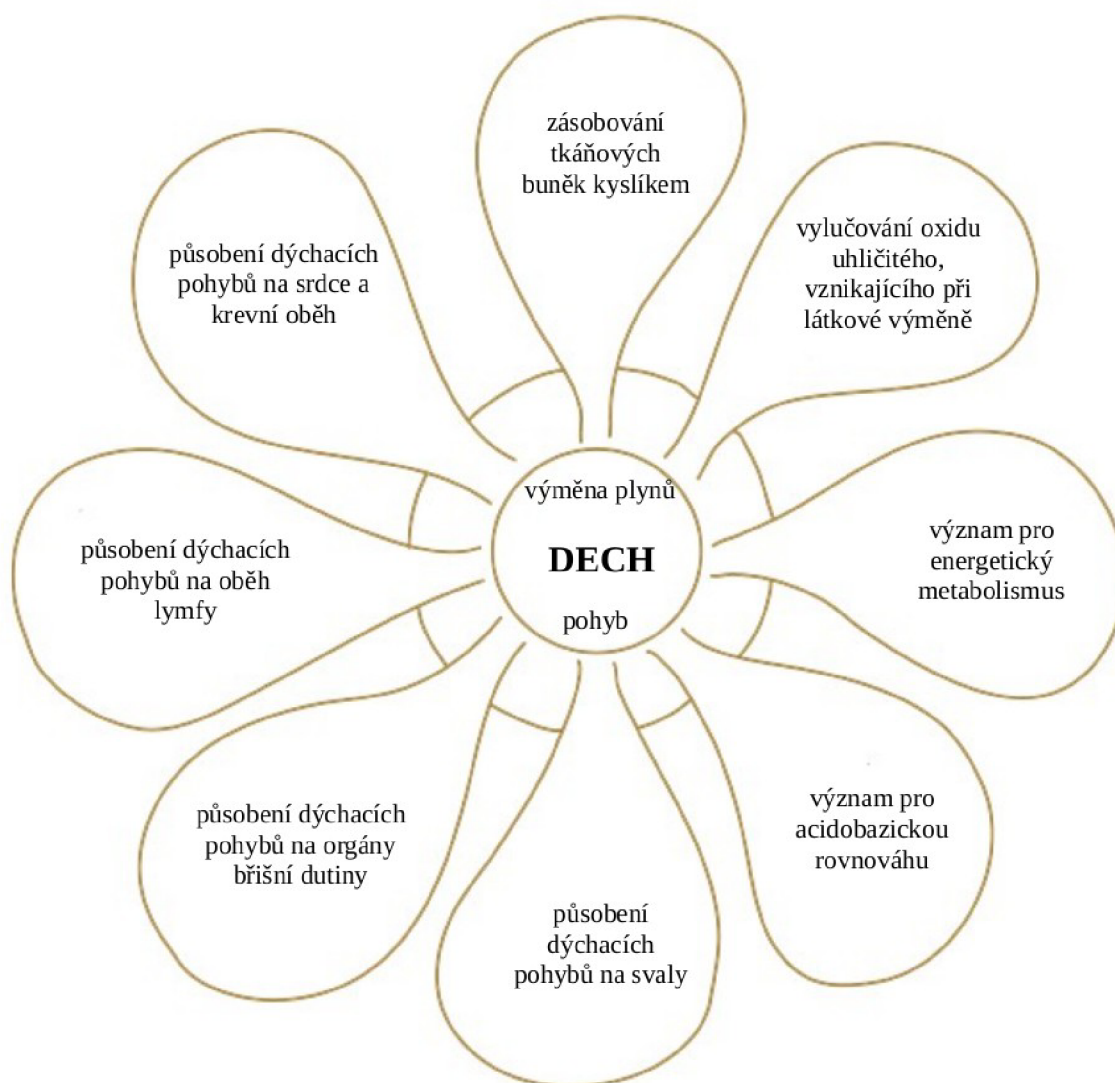 zásobování
tkáňových
buněk kyslíkem
vylučování oxidu
uhličitého,
vznikajícího při
látkové výměně
působení dýchacích
pohybů na srdce a
krevní oběh
výměna plynů
DECH
pohyb
význam pro
energetický
metabolismus
působení dýchacích
pohybů na oběh
lymfy
význam pro
acidobazickou
rovnováhu
působení dýchacích
pohybů na orgány
břišní dutiny
působení
dýchacích
pohybů na svaly